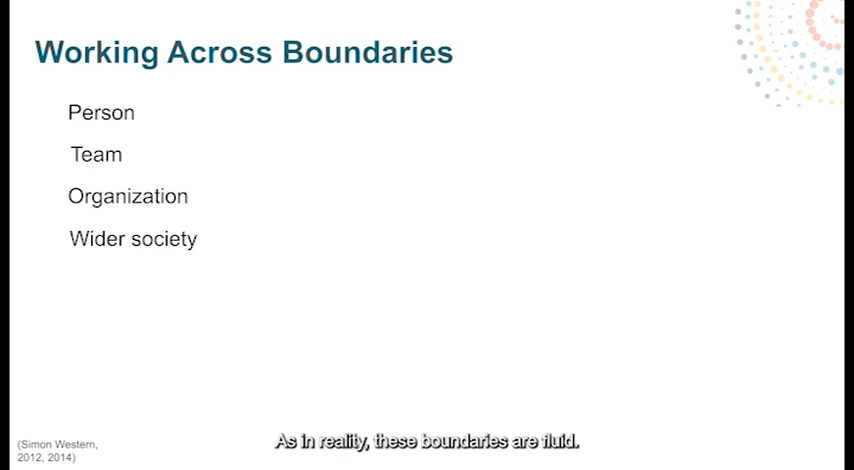 Working Across Boundaries
Person
Team
Organization
Wider society
(Simon Western,
2012, 2014)
As in reality, these boundaries are fluid.